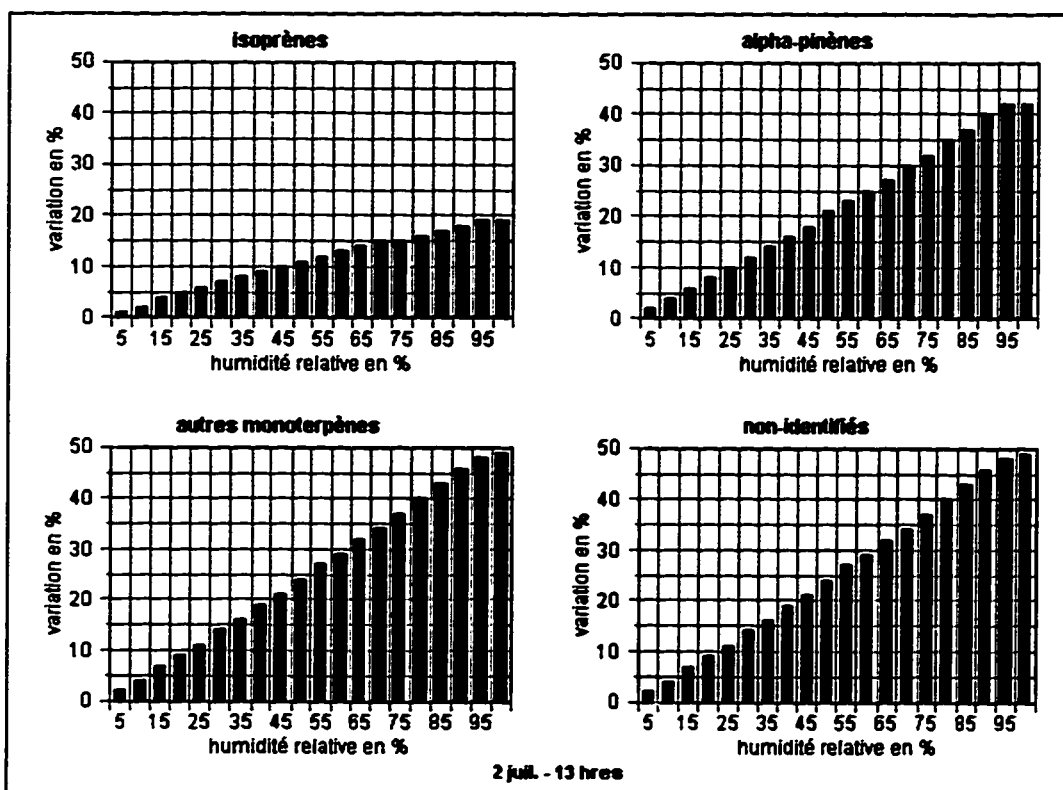 isoprènes
50
40
30
20
10
0
variation en %
5 15 25 35 45 55 65 75 85 95
humidité relative en %
alpha-pinènes
50
40
30
20
10
0
variation en %
5 15 25 35 45 55 65 75 85 95
humidité relative en %
autres monoterpènes
50
40
30
20
10
0
variation en %
5 15 25 35 45 55 65 75 85 95
humidité relative en %
non-identifiés
50
40
30
20
10
0
variation en %
5 15 25 35 45 55 65 75 85 95
humidité relative en %
2 juil. - 13 hres